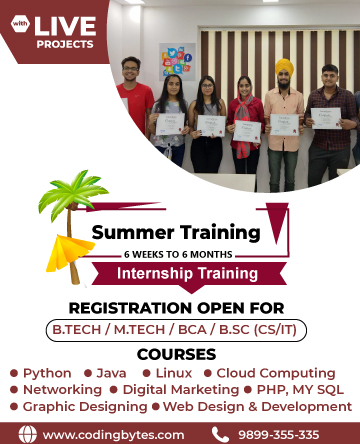 with LIVE
PROJECTS
Summer Training
6 WEEKS TO 6 MONTHS
Internship Training
REGISTRATION OPEN FOR
B.TECH / M.TECH / BCA / B.SC (CS/IT)
COURSES
Python Java Linux Cloud Computing
Networking Digital Marketing PHP, MY SQL
Graphic Designing Web Design & Development
www.codingbytes.com 9899-355-335